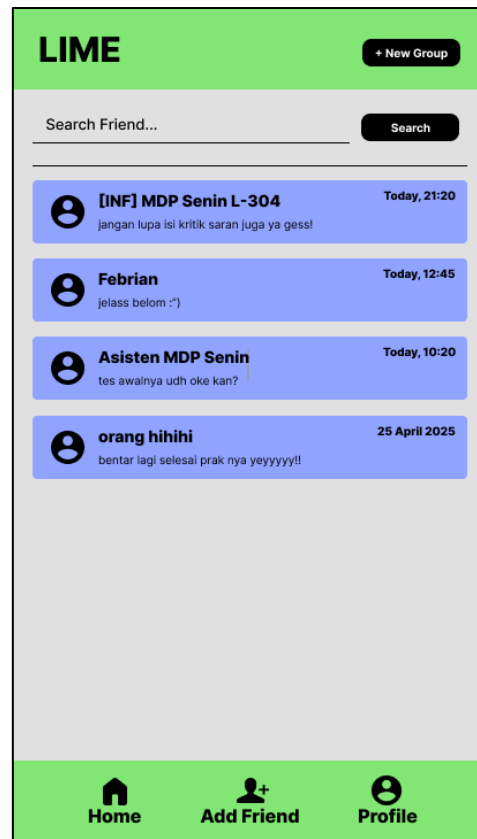 LIME
+ New Group
Search Friend...
Search
[INF] MDP Senin L-304
Today, 21:20
jangan lupa isi kritik saran juga ya gess!
Febrian
Today, 12:45
jelass belom :")
Asisten MDP Senin
Today, 10:20
tes awalnya udh oke kan?
orang hihihi
25 April 2025
bentar lagi selesai prak nya yeyyyyy!!
Home
Add Friend
Profile